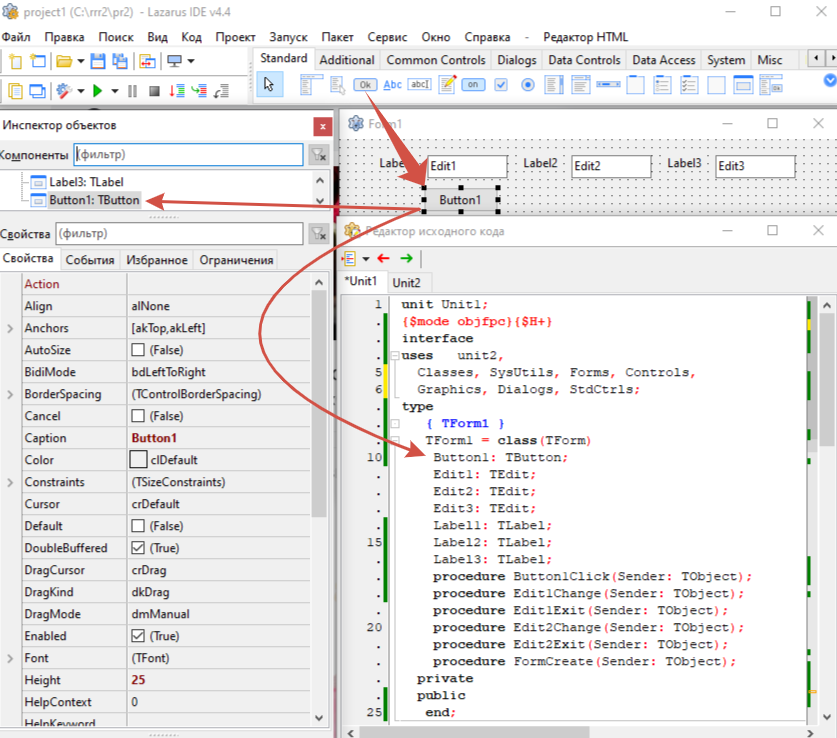 project1 (C:\rrr2\pr2) - Lazarus IDE v4.4
Файл Правка Поиск Вид Код Проект Запуск Пакет Сервис Окно Справка - Редактор HTML
Standard Additional Common Controls Dialogs Data Controls Data Access System Misc
Ok Abc abcI on
Инспектор объектов
Компоненты (фильтр)
Label3: TLabel
Button1: TButton
Свойства (фильтр)
Свойства События Избранное Ограничения
Action
Align alNone
Anchors [akTop,akLeft]
AutoSize (False)
BidiMode bdLeftToRight
BorderSpacing (TControlBorderSpacing)
Cancel (False)
Caption Button1
Color clDefault
Constraints (TSizeConstraints)
Cursor crDefault
Default (False)
DoubleBuffered (True)
DragCursor crDrag
DragKind dkDrag
DragMode dmManual
Enabled (True)
Font (TFont)
Height 25
HelpContext 0
HelpKeyword
Form1
Label Edit1 Label2 Edit2 Label3 Edit3
Button1
Редактор исходного кода
*Unit1 Unit2
1 unit Unit1;
. {$mode objfpc}{$H+}
. interface
. uses unit2,
5 Classes, SysUtils, Forms, Controls,
6 Graphics, Dialogs, StdCtrls;
. type
. { TForm1 }
. TForm1 = class(TForm)
10 Button1: TButton;
. Edit1: TEdit;
. Edit2: TEdit;
. Edit3: TEdit;
. Label1: TLabel;
15 Label2: TLabel;
. Label3: TLabel;
. procedure Button1Click(Sender: TObject);
. procedure Edit1Change(Sender: TObject);
. procedure Edit1Exit(Sender: TObject);
20 procedure Edit2Change(Sender: TObject);
. procedure Edit2Exit(Sender: TObject);
. procedure FormCreate(Sender: TObject);
. private
. public
25 end;